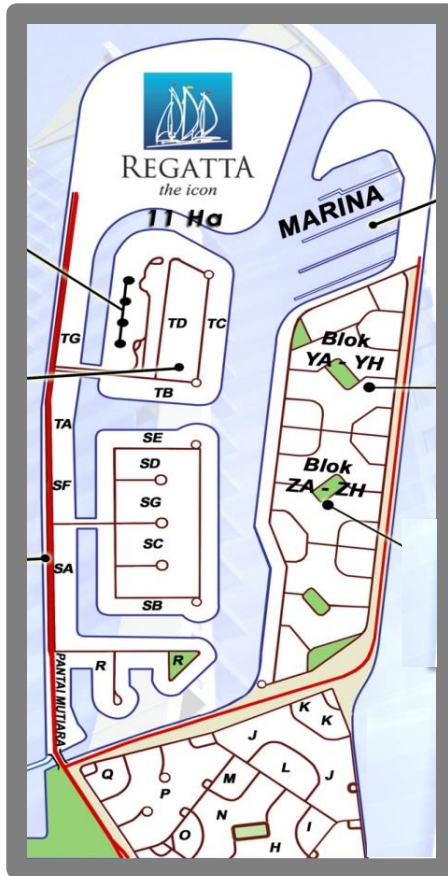 REGATTA
the icon
11 Ha
MARINA
TG
TD
TC
TB
Blok
YA - YH
TA
SE
SD
SF
SG
SC
SA
SB
Blok
ZA - ZH
PANTAI MUTIARA
R
R
K
K
J
Q
P
M
L
J
N
O
I
H